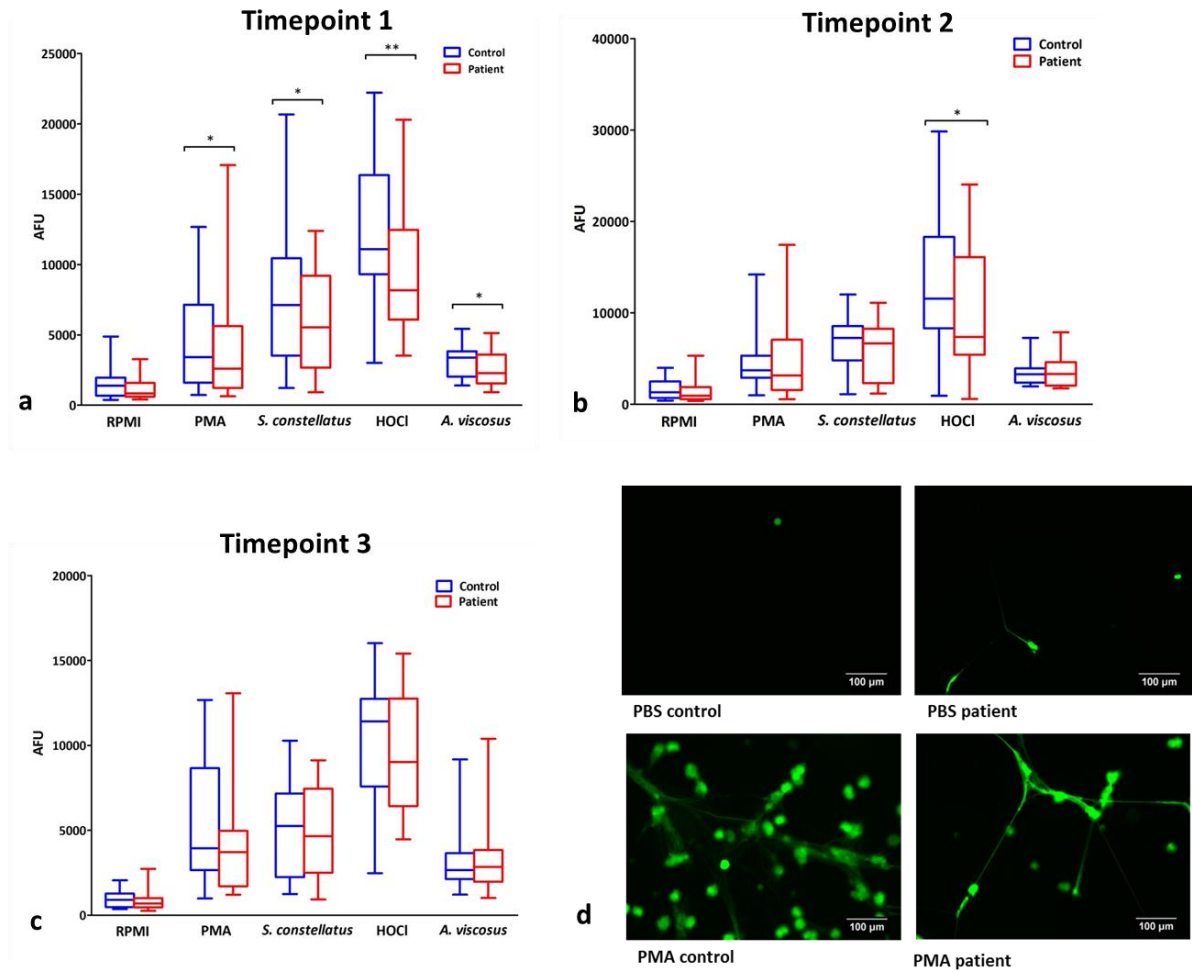 Timepoint 1
25000
20000
15000
10000
5000
0
AFU
Control
Patient
*
*
**
*
RPMI
PMA
S. constellatus
HOCl
A. viscosus
a
Timepoint 2
40000
30000
20000
10000
0
AFU
Control
Patient
*
RPMI
PMA
S. constellatus
HOCl
A. viscosus
b
Timepoint 3
20000
15000
10000
5000
0
AFU
Control
Patient
RPMI
PMA
S. constellatus
HOCl
A. viscosus
c
100 μm
PBS control
100 μm
PBS patient
100 μm
PMA control
100 μm
PMA patient
d